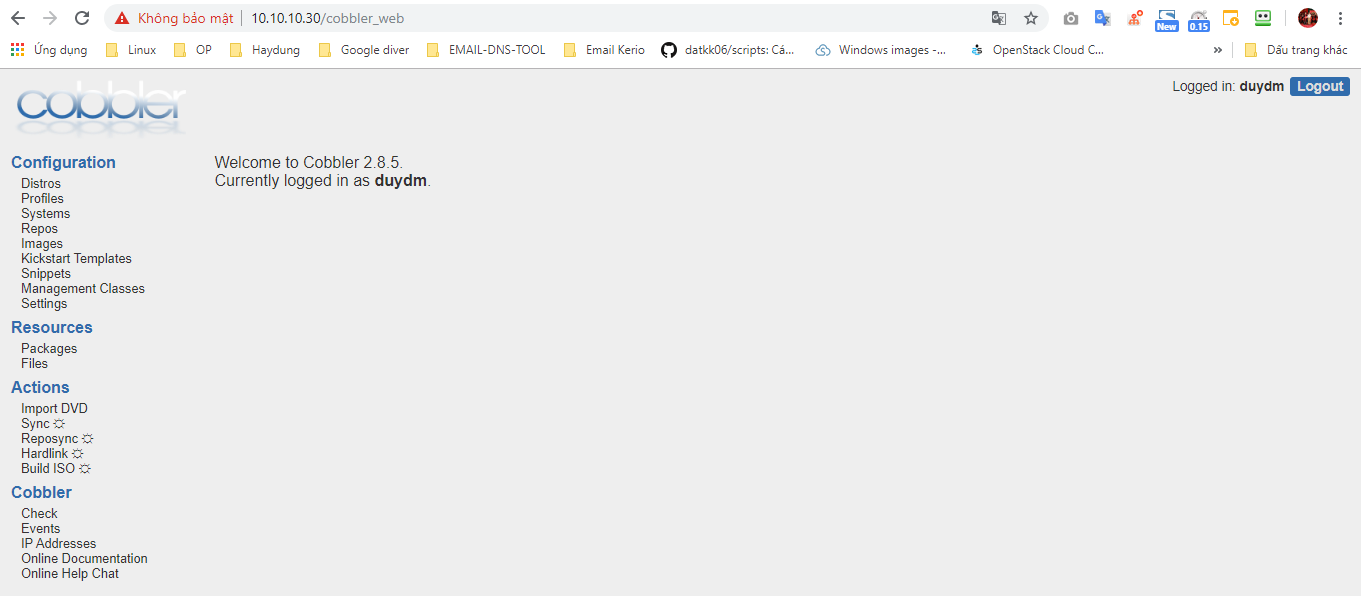 Không bảo mật | 10.10.10.30/cobbler_web
New 0.15
Ứng dụng Linux OP Haydung Google diver EMAIL-DNS-TOOL Email Kerio datkk06/scripts: Cá... Windows images -... OpenStack Cloud C... » Dấu trang khác
cobbler
Logged in: duydm Logout
Configuration
Distros
Profiles
Systems
Repos
Images
Kickstart Templates
Snippets
Management Classes
Settings
Resources
Packages
Files
Actions
Import DVD
Sync
Reposync
Hardlink
Build ISO
Cobbler
Check
Events
IP Addresses
Online Documentation
Online Help Chat
Welcome to Cobbler 2.8.5.
Currently logged in as duydm.